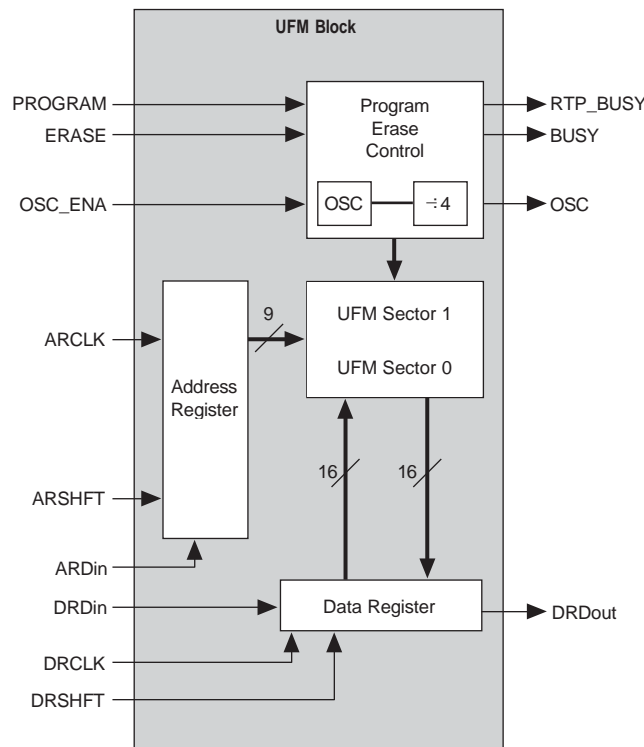 UFM Block
PROGRAM
ERASE
OSC_ENA
Program
Erase
Control
OSC
÷4
RTP_BUSY
BUSY
OSC
ARCLK
ARSHFT
ARDin
Address
Register
9
UFM Sector 1
UFM Sector 0
16
16
DRDin
DRCLK
DRSHFT
Data Register
DRDout